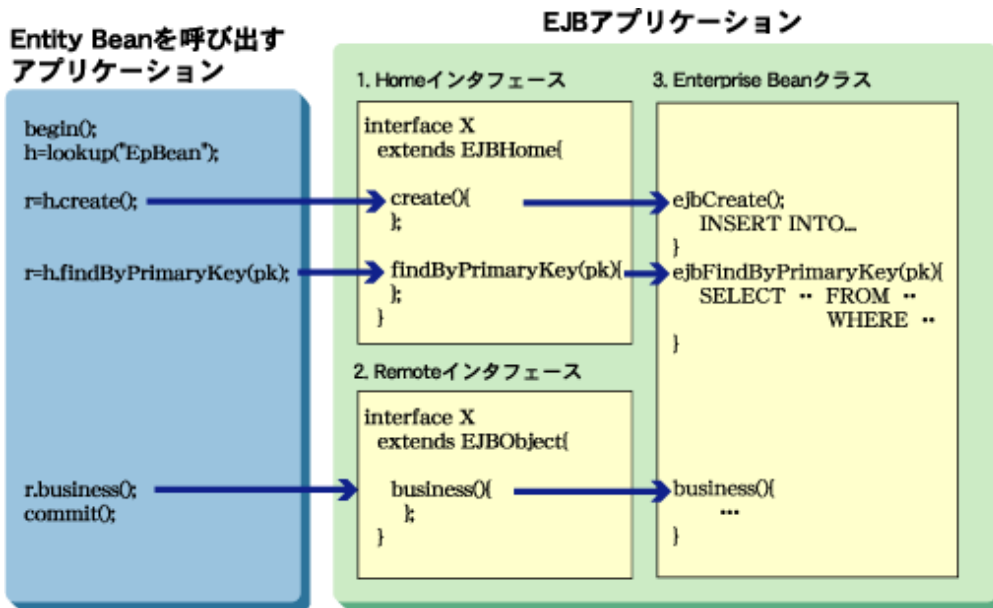 Entity Beanを呼び出す
アプリケーション
begin();
h=lookup("EpBean");
r=h.create();
r=h.findByPrimaryKey(pk);
r.business();
commit();
EJBアプリケーション
1. Homeインタフェース
interface X
extends EJBHome{
create(){
};
findByPrimaryKey(pk){
};
}
2. Remoteインタフェース
interface X
extends EJBObject{
business(){
};
}
3. Enterprise Beanクラス
ejbCreate();
INSERT INTO...
}
ejbFindByPrimaryKey(pk){
SELECT ‥ FROM ‥
WHERE ‥
}
business(){
...
}